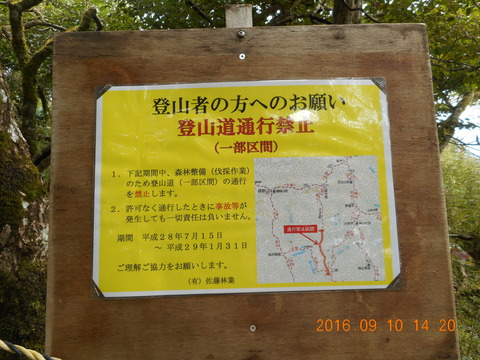 登山者の方へのお願い
登山道通行禁止
(一部区間)
1．下記期間中、森林整備（伐採作業）
のため登山道（一部区間）の通行
を禁止します。
2．許可なく通行したときに事故等が
発生しても一切責任は負いません。
期間　平成28年7月15日
～ 平成29年1月31日
ご理解ご協力をお願いします。
(有) 佐藤林業
通行禁止区間
2016.09.10 14:20